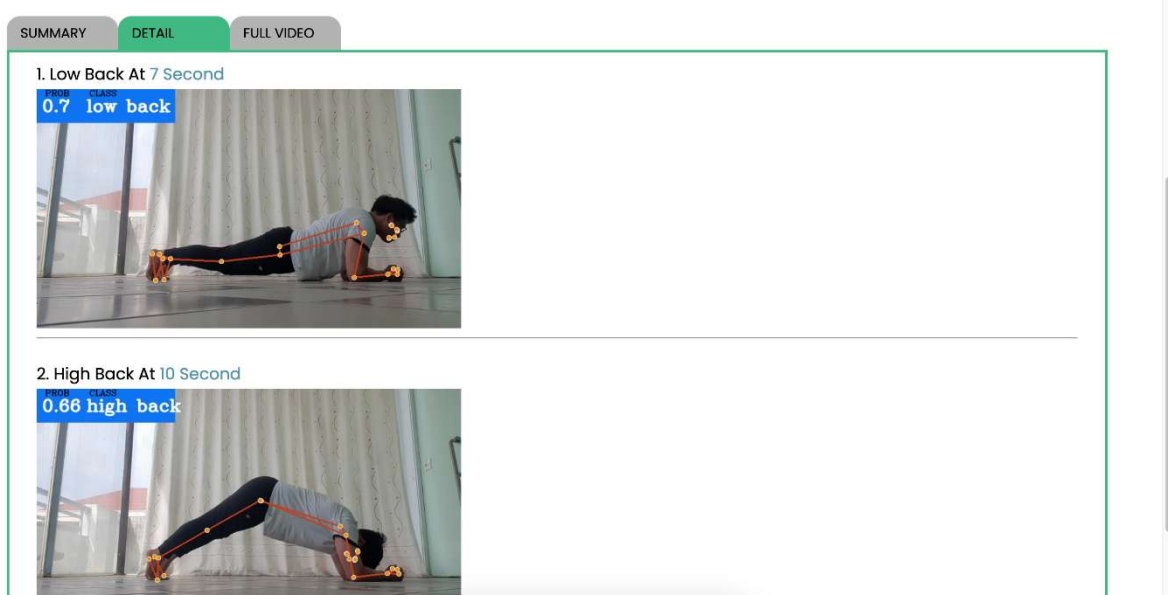 SUMMARY DETAIL FULL VIDEO
1. Low Back At 7 Second
PROB CLASS
0.7 low back
2. High Back At 10 Second
PROB CLASS
0.66 high back